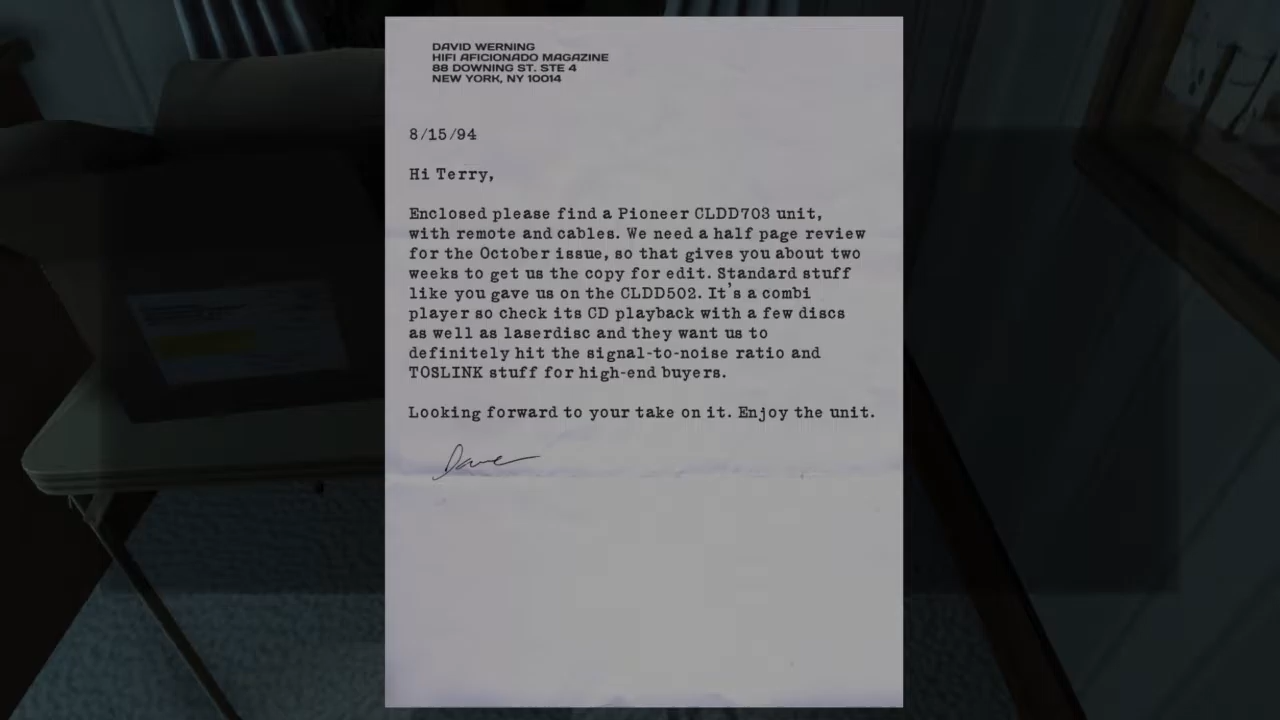 DAVID WERNING
HIFI AFICIONADO MAGAZINE
88 DOWNING ST. STE 4
NEW YORK, NY 10014
8/15/94
Hi Terry,
Enclosed please find a Pioneer CLDD703 unit,
with remote and cables. We need a half page review
for the October issue, so that gives you about two
weeks to get us the copy for edit. Standard stuff
like you gave us on the CLDD502. It's a combi
player so check its CD playback with a few discs
as well as laserdisc and they want us to
definitely hit the signal-to-noise ratio and
TOSLINK stuff for high-end buyers.
Looking forward to your take on it. Enjoy the unit.
Dave